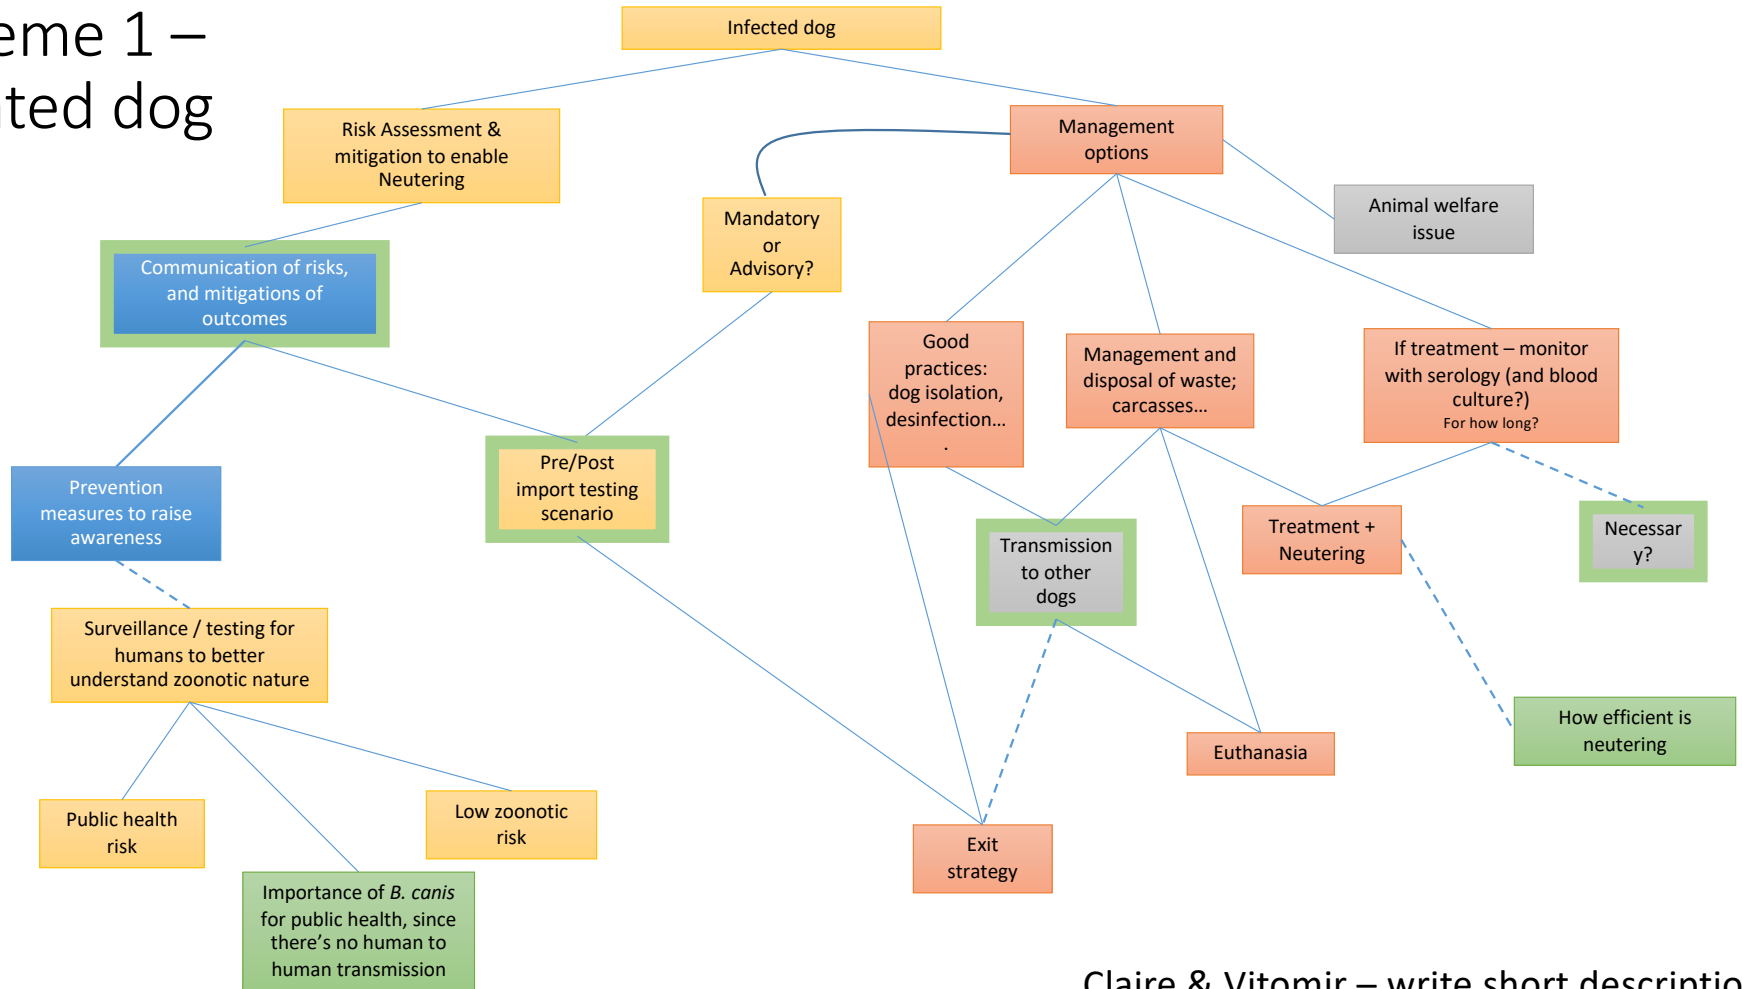 eme 1 –
ated dog
Infected dog
Risk Assessment &
mitigation to enable
Neutering
Management
options
Mandatory
or
Advisory?
Animal welfare
issue
Communication of risks,
and mitigations of
outcomes
Good
practices:
dog isolation,
desinfection…
.
Management and
disposal of waste;
carcasses…
If treatment – monitor
with serology (and blood
culture?)
For how long?
Prevention
measures to raise
awareness
Pre/Post
import testing
scenario
Transmission
to other
dogs
Treatment +
Neutering
Necessar
y?
Surveillance / testing for
humans to better
understand zoonotic nature
How efficient is
neutering
Euthanasia
Public health
risk
Low zoonotic
risk
Exit
strategy
Importance of B. canis
for public health, since
there's no human to
human transmission
Claire & Vitomir – write short descriptio